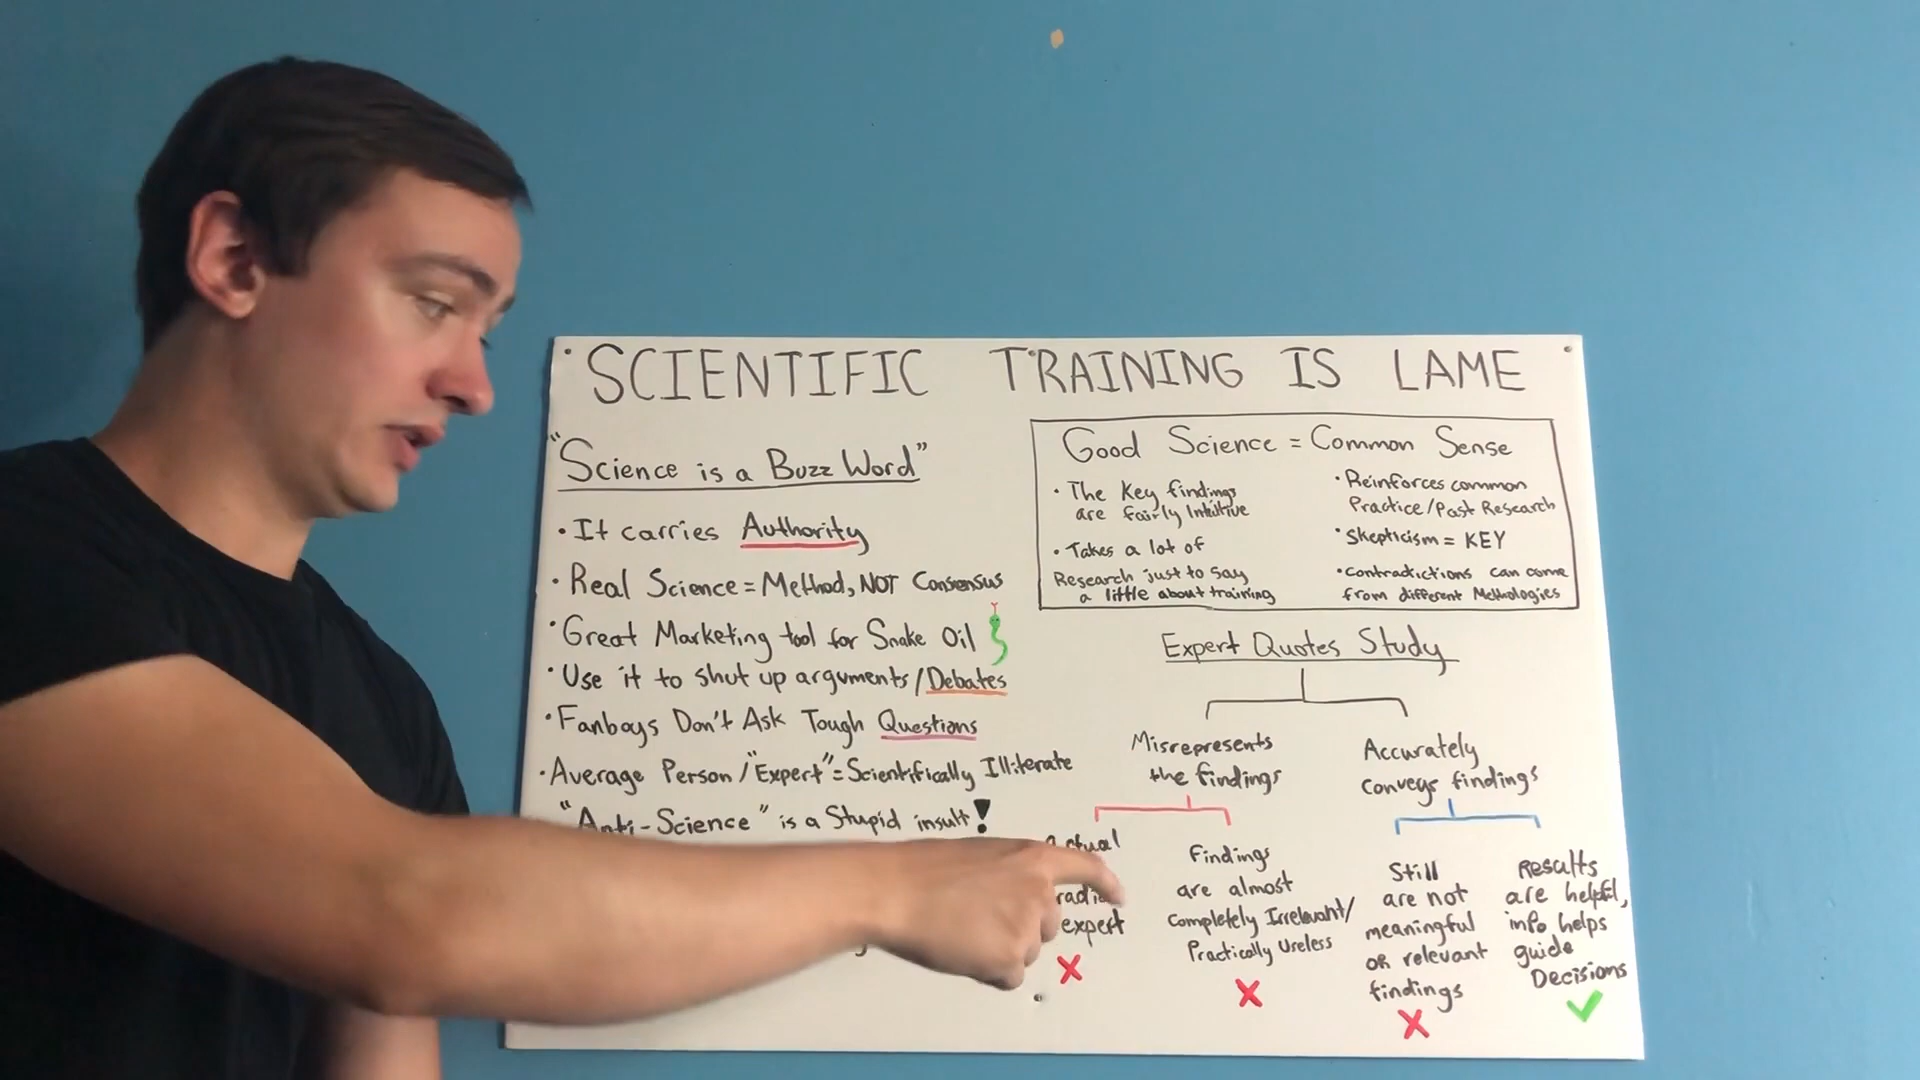 SCIENTIFIC TRAINING IS LAME
"Science is a Buzz Word"
• It carries Authority
• Real Science = Method, NOT Consensus
• Great Marketing tool for Snake Oil
• Use it to shut up arguments/Debates
• Fanboys Don't Ask Tough Questions
• Average Person/"Expert" = Scientifically Illiterate
"Anti-Science" is a Stupid insult!
Good Science = Common Sense
• The Key findings
are fairly Intuitive
• Takes a lot of
Research just to say
a little about training
• Reinforces common
Practice/Past Research
• Skepticism = KEY
• Contradictions can come
from different Methologies
Expert Quotes Study
Misrepresents
the findings
Actual
expert
X
Findings
are almost
Completely Irrelevant/
Practically Useless
X
Accurately
conveys findings
Still
are not
meaningful
or relevant
findings
X
Results
are helpful,
info helps
guide
Decisions
✓